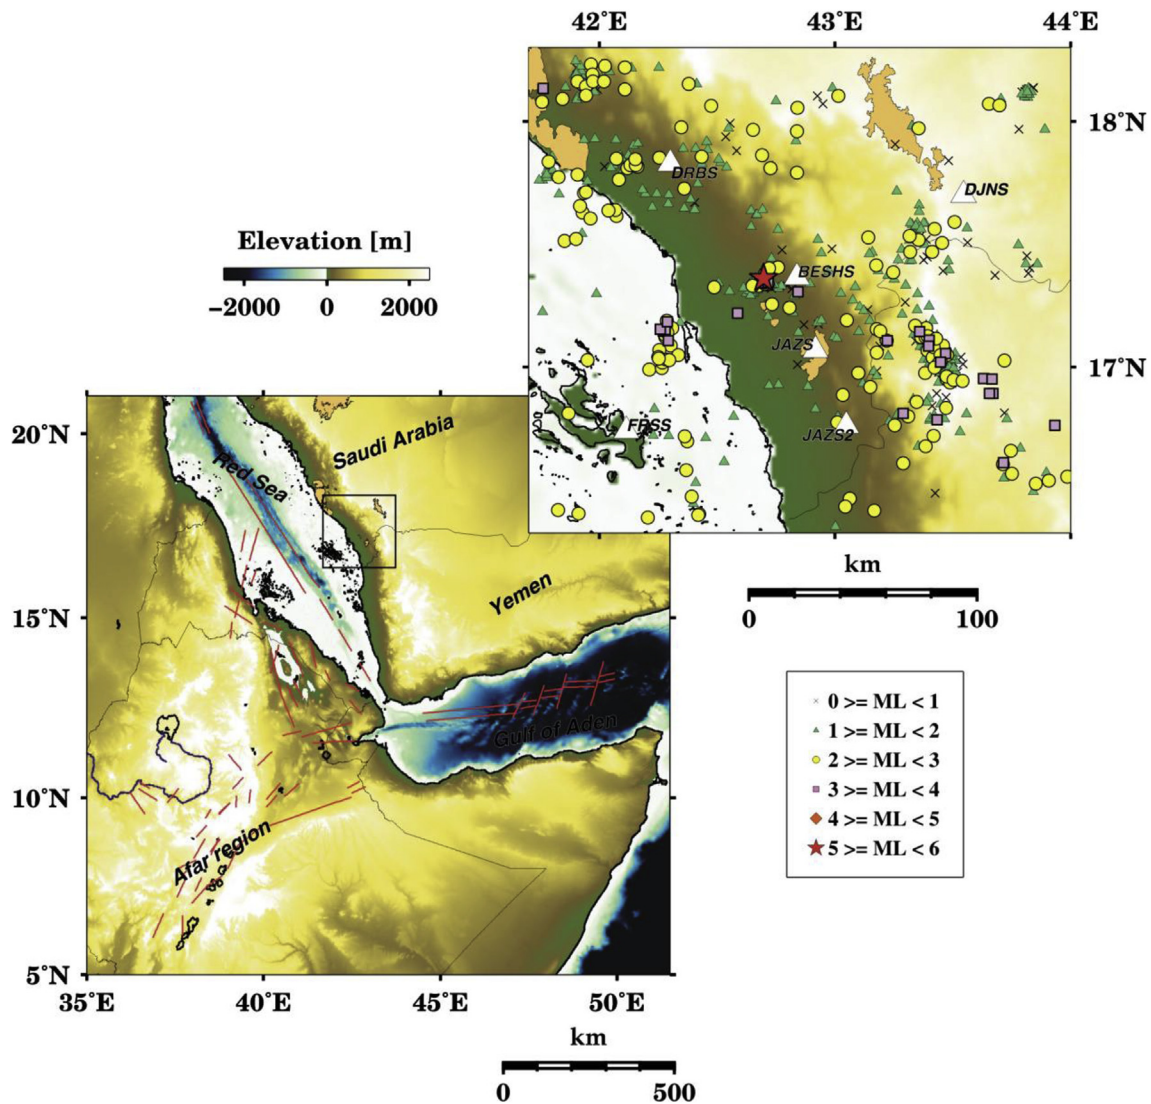 42°E 43°E 44°E
18°N
DRBS
DJNS
Elevation [m]
BESHS
−2000 0 2000
JAZS
17°N
FRSS
JAZS2
20°N
Saudi Arabia
Red Sea
km
Yemen
0 100
15°N
0 >= ML < 1
1 >= ML < 2
Gulf of Aden
2 >= ML < 3
3 >= ML < 4
10°N
4 >= ML < 5
5 >= ML < 6
Afar region
5°N
35°E 40°E 45°E 50°E
km
0 500